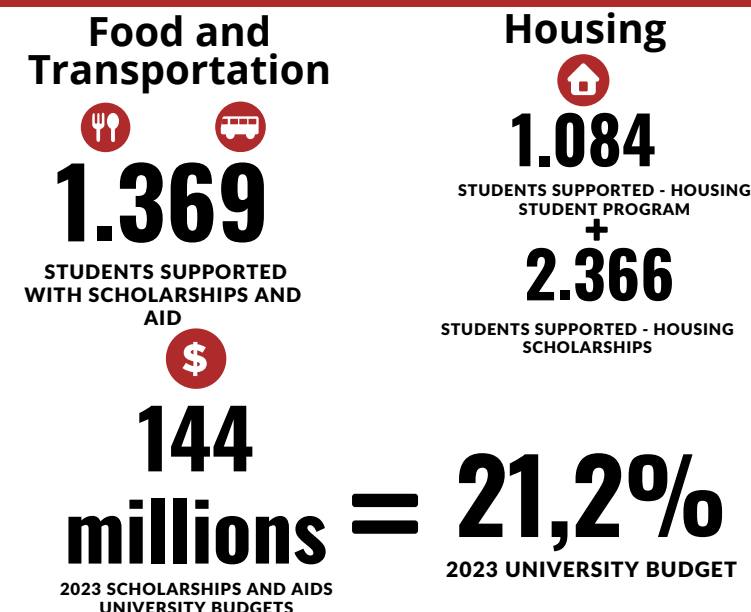 Food and
Transportation
1.369
STUDENTS SUPPORTED
WITH SCHOLARSHIPS AND
AID
Housing
1.084
STUDENTS SUPPORTED - HOUSING
STUDENT PROGRAM
+
2.366
STUDENTS SUPPORTED - HOUSING
SCHOLARSHIPS
$
144
millions
2023 SCHOLARSHIPS AND AIDS
UNIVERSITY BUDGETS
=
21,2%
2023 UNIVERSITY BUDGET